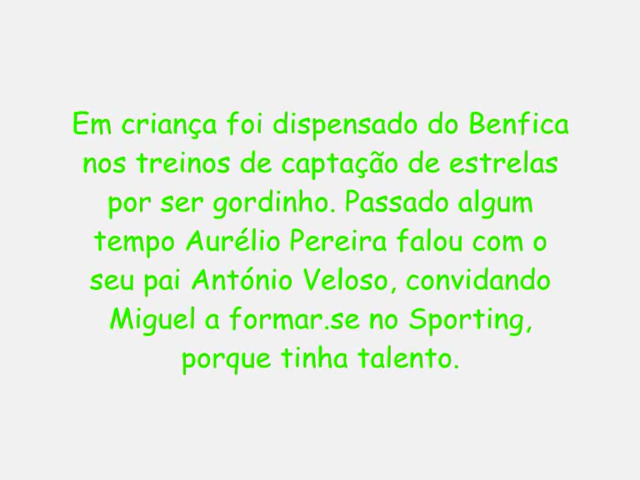 Em criança foi dispensado do Benfica
nos treinos de captação de estrelas
por ser gordinho. Passado algum
tempo Aurélio Pereira falou com o
seu pai António Veloso, convidando
Miguel a formar.se no Sporting,
porque tinha talento.